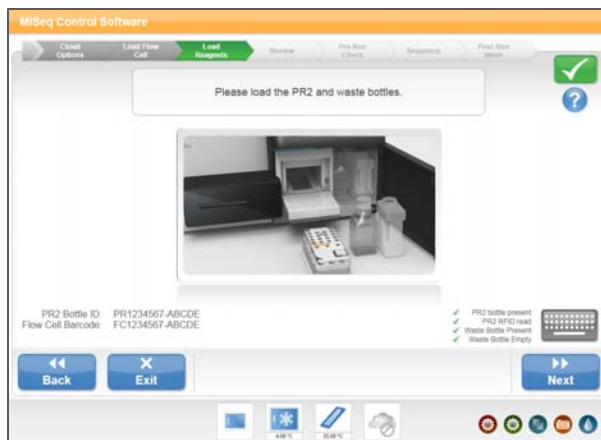 MiSeq Control Software
Cloud Options
Load Flow Cell
Load Reagents
Review
Pre-Run Check
Sequence
Post-Run Wash
Please load the PR2 and waste bottles.
PR2 Bottle ID: PR1234567-ABCDE
Flow Cell Barcode: FC1234567-ABCDE
PR2 bottle present
PR2 RFID read
Waste Bottle Present
Waste Bottle Empty
Back
Exit
Next